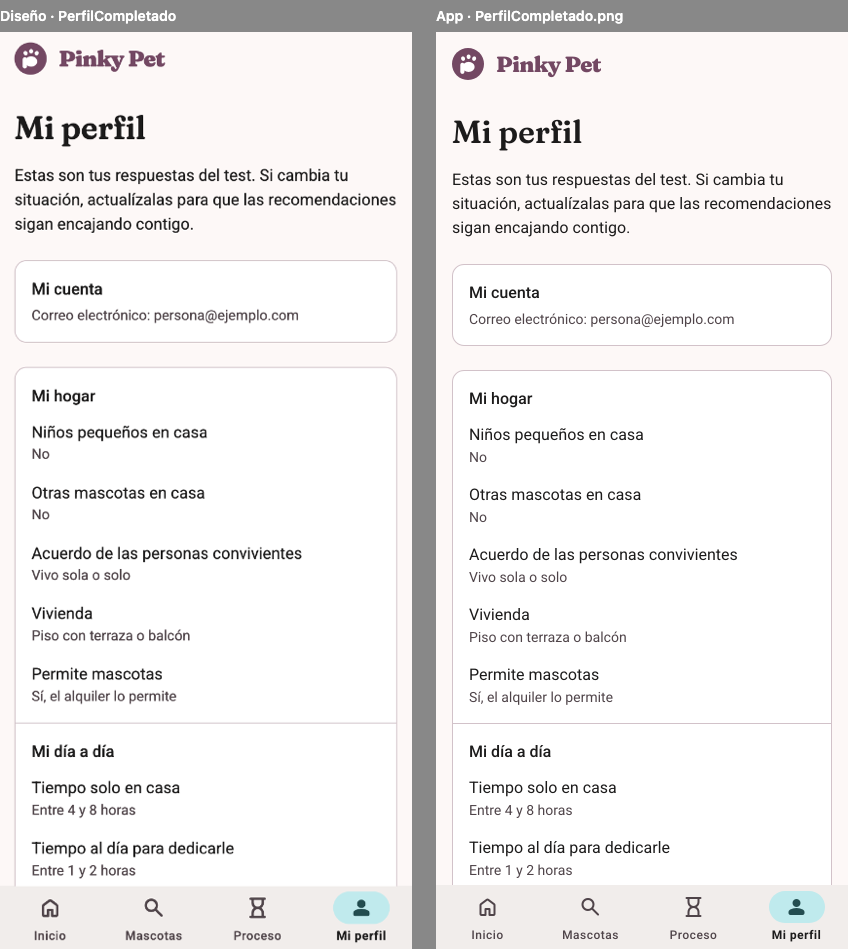 Diseño · PerfilCompletado
Pinky Pet
Mi perfil
Estas son tus respuestas del test. Si cambia tu
situación, actualízalas para que las recomendaciones
sigan encajando contigo.
Mi cuenta
Correo electrónico: persona@ejemplo.com
Mi hogar
Niños pequeños en casa
No
Otras mascotas en casa
No
Acuerdo de las personas convivientes
Vivo sola o solo
Vivienda
Piso con terraza o balcón
Permite mascotas
Sí, el alquiler lo permite
Mi día a día
Tiempo solo en casa
Entre 4 y 8 horas
Tiempo al día para dedicarle
Entre 1 y 2 horas
Inicio
Mascotas
Proceso
Mi perfil
App · PerfilCompletado.png
Pinky Pet
Mi perfil
Estas son tus respuestas del test. Si cambia tu
situación, actualízalas para que las recomendaciones
sigan encajando contigo.
Mi cuenta
Correo electrónico: persona@ejemplo.com
Mi hogar
Niños pequeños en casa
No
Otras mascotas en casa
No
Acuerdo de las personas convivientes
Vivo sola o solo
Vivienda
Piso con terraza o balcón
Permite mascotas
Sí, el alquiler lo permite
Mi día a día
Tiempo solo en casa
Entre 4 y 8 horas
Tiempo al día para dedicarle
Entre 1 y 2 horas
Inicio
Mascotas
Proceso
Mi perfil